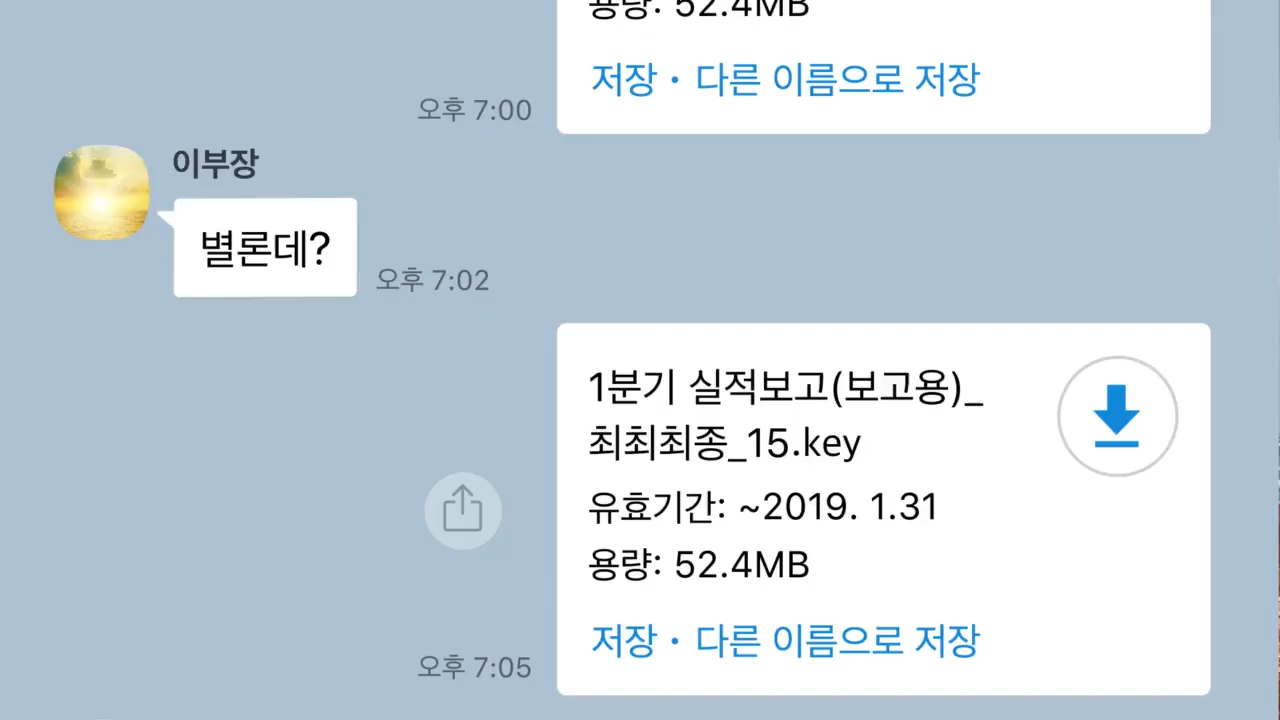 용량: 52.4MB
저장 · 다른 이름으로 저장
오후 7:00
이부장
별론데?
오후 7:02
1분기 실적보고(보고용)_
최최최종_15.key
유효기간: ~2019. 1.31
용량: 52.4MB
저장 · 다른 이름으로 저장
오후 7:05